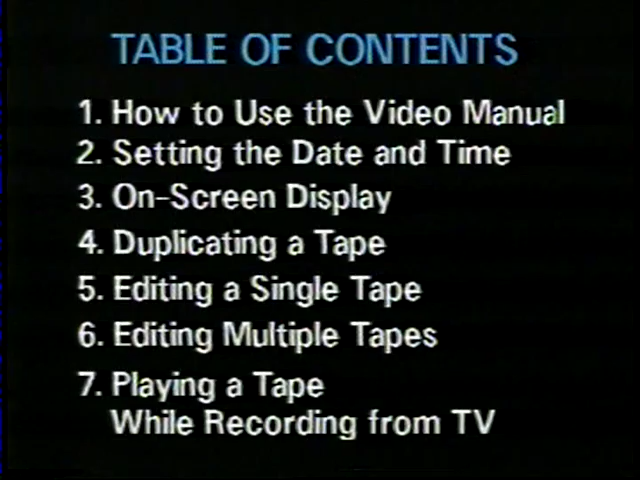 TABLE OF CONTENTS
1. How to Use the Video Manual
2. Setting the Date and Time
3. On-Screen Display
4. Duplicating a Tape
5. Editing a Single Tape
6. Editing Multiple Tapes
7. Playing a Tape
While Recording from TV